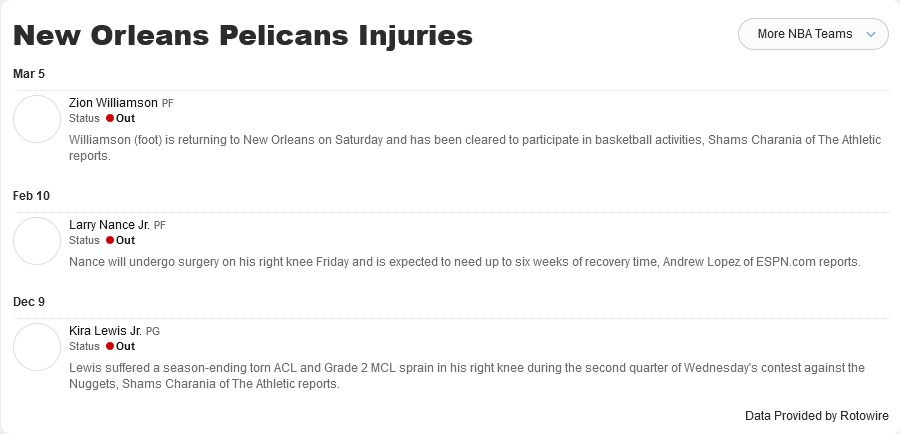 New Orleans Pelicans Injuries
More NBA Teams
Mar 5
Zion Williamson PF
Status Out
Williamson (foot) is returning to New Orleans on Saturday and has been cleared to participate in basketball activities, Shams Charania of The Athletic
reports.
Feb 10
Larry Nance Jr. PF
Status Out
Nance will undergo surgery on his right knee Friday and is expected to need up to six weeks of recovery time, Andrew Lopez of ESPN.com reports.
Dec 9
Kira Lewis Jr. PG
Status Out
Lewis suffered a season-ending torn ACL and Grade 2 MCL sprain in his right knee during the second quarter of Wednesday's contest against the
Nuggets, Shams Charania of The Athletic reports.
Data Provided by Rotowire